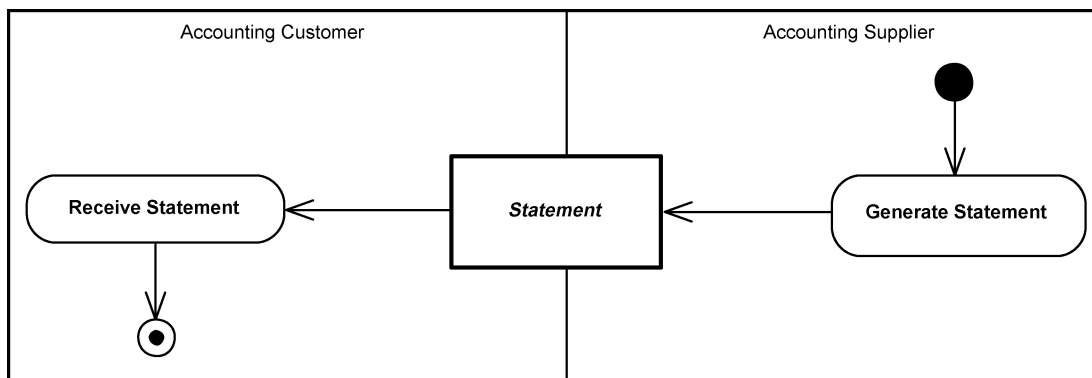 Accounting Customer
Accounting Supplier
Receive Statement
Statement
Generate Statement